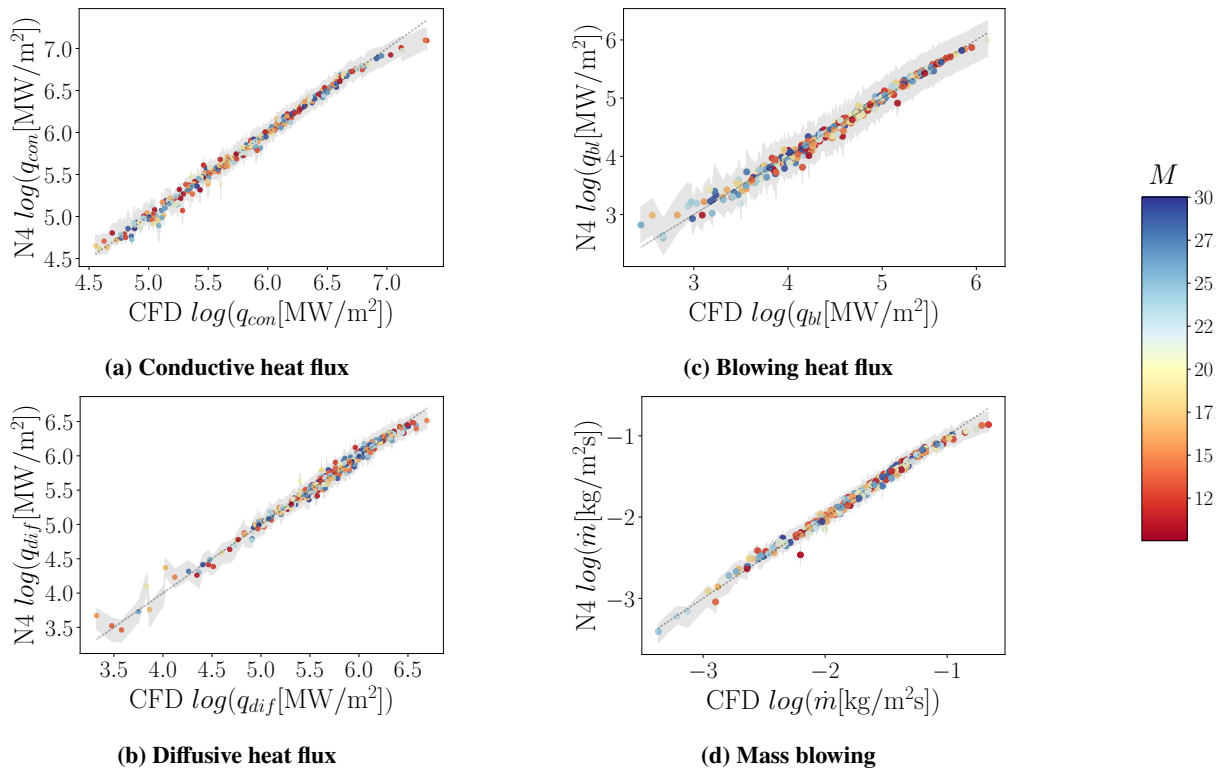 7.0
6.5
6.0
5.5
5.0
4.5
N4 log(q_con[MW/m²])
4.5 5.0 5.5 6.0 6.5 7.0
CFD log(q_con[MW/m²])
(a) Conductive heat flux
6
5
4
3
N4 log(q_bl[MW/m²])
3 4 5 6
CFD log(q_bl[MW/m²])
(c) Blowing heat flux
6.5
6.0
5.5
5.0
4.5
4.0
3.5
N4 log(q_dif[MW/m²])
3.5 4.0 4.5 5.0 5.5 6.0 6.5
CFD log(q_dif[MW/m²])
(b) Diffusive heat flux
−1
−2
−3
N4 log(ṁ[kg/m²s])
−3 −2 −1
CFD log(ṁ[kg/m²s])
(d) Mass blowing
M
30.
27.
25.
22.
20.
17.
15.
12.